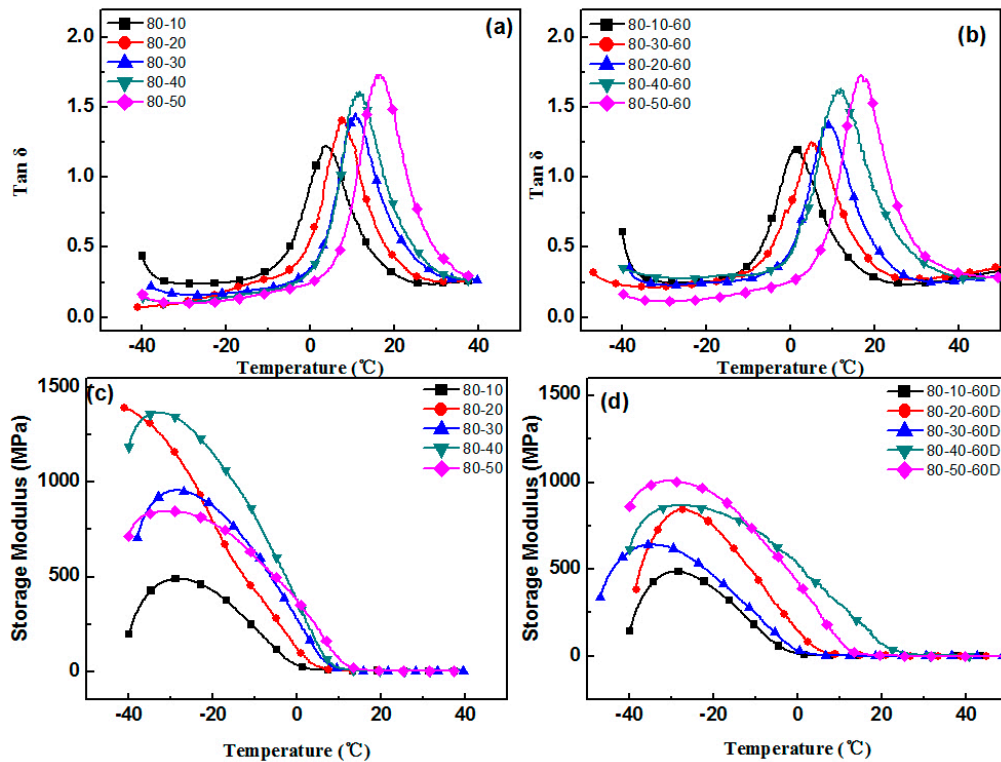 (a)
80-10
80-20
80-30
80-40
80-50
2.0
1.5
1.0
0.5
0.0
Tan δ
-40 -20 0 20 40
Temperature (℃)
(b)
80-10-60
80-30-60
80-20-60
80-40-60
80-50-60
2.0
1.5
1.0
0.5
0.0
Tan δ
-40 -20 0 20 40
Temperature (℃)
(c)
80-10
80-20
80-30
80-40
80-50
1500
1000
500
0
Storage Modulus (MPa)
-40 -20 0 20 40
Temperature (℃)
(d)
80-10-60D
80-20-60D
80-30-60D
80-40-60D
80-50-60D
1500
1000
500
0
Storage Modulus (MPa)
-40 -20 0 20 40
Temperature (℃)